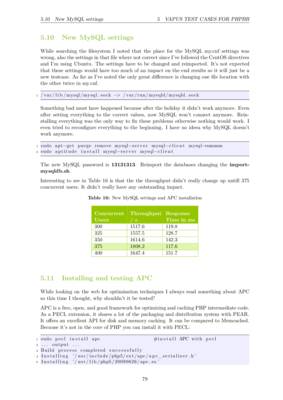 5.10 New MySQL settings
5 VAPUS TEST CASES FOR PHPBB
5.10 New MySQL settings
While searching the filesystem I noted that the place for the MySQL my.cnf settings was
wrong, also the settings in that file where not correct since I've followed the CentOS directives
and I'm using Ubuntu. The settings have to be changed and reimported. It's not expected
that these settings would have too much of an impact on the end results so it will just be a
new testcase. As far as I've noted the only great difference is changing one file location with
the other twice in my.cnf.
1 /var/lib/mysql/mysql.sock -> /var/run/mysqld/mysqld.sock
Something bad must have happened because after the holiday it didn't work anymore. Even
after setting everything to the correct values, now MySQL won't connect anymore. Rein-
stalling everything was the only way to fix these problems otherwise nothing would work. I
even tried to reconfigure everything to the beginning. I have no idea why MySQL doesn't
work anymore.
1 sudo apt-get purge remove mysql-server mysql-client mysql-common
2 sudo aptitude install mysql-server mysql-client
The new MySQL password is 13131313. Reimport the databases changing the import-
mysqldb.sh.
Interesting to see in Table 16 is that the the throughput didn't really change up untill 375
concurrent users. It didn't really have any outstanding impact.
Table 16: New MySQL settings and APC installation
Concurrent Throughput Response
Users / s Time in ms
300 1517.6 119.8
325 1557.5 128.7
350 1614.6 142.3
375 1808.2 117.6
400 1647.4 151.7
5.11 Installing and testing APC
While looking on the web for optimisation techniques I always read something about APC
so this time I thought, why shouldn't it be tested?
APC is a free, open, and good framework for optimizing and caching PHP intermediate code.
As a PECL extension, it shares a lot of the packaging and distribution system with PEAR.
It offers an excellent API for disk and memory caching. It can be compared to Memcached.
Because it's not in the core of PHP you can install it with PECL.
1 sudo pecl install apc #install APC with pecl
2 ... output ...
3 Build process completed successfully
4 Installing '/usr/include/php5/ext/apc/apc_serializer.h'
5 Installing '/usr/lib/php5/20090626/apc.so'
79